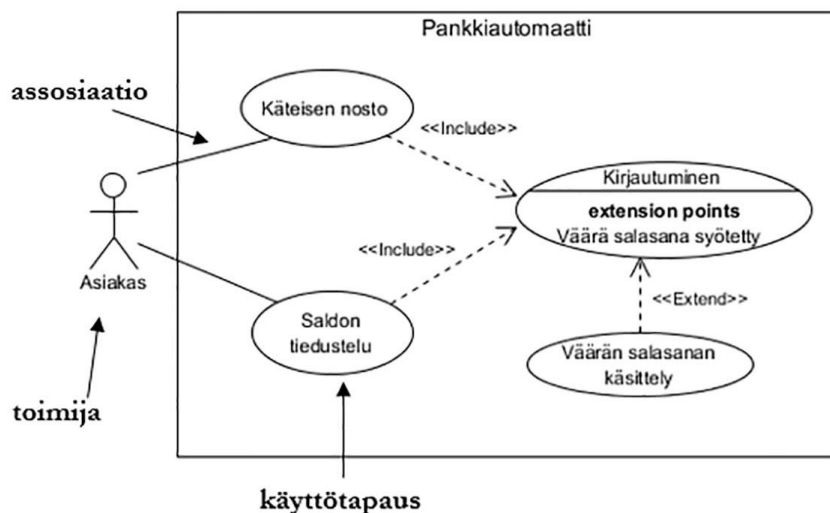 Pankkiautomaatti
assosiaatio
Käteisen nosto
<<Include>>
Kirjautuminen
extension points
Väärä salasana syötetty
<<Include>>
Asiakas
<<Extend>>
Saldon
tiedustelu
Väärän salasanan
käsittely
toimija
käyttötapaus